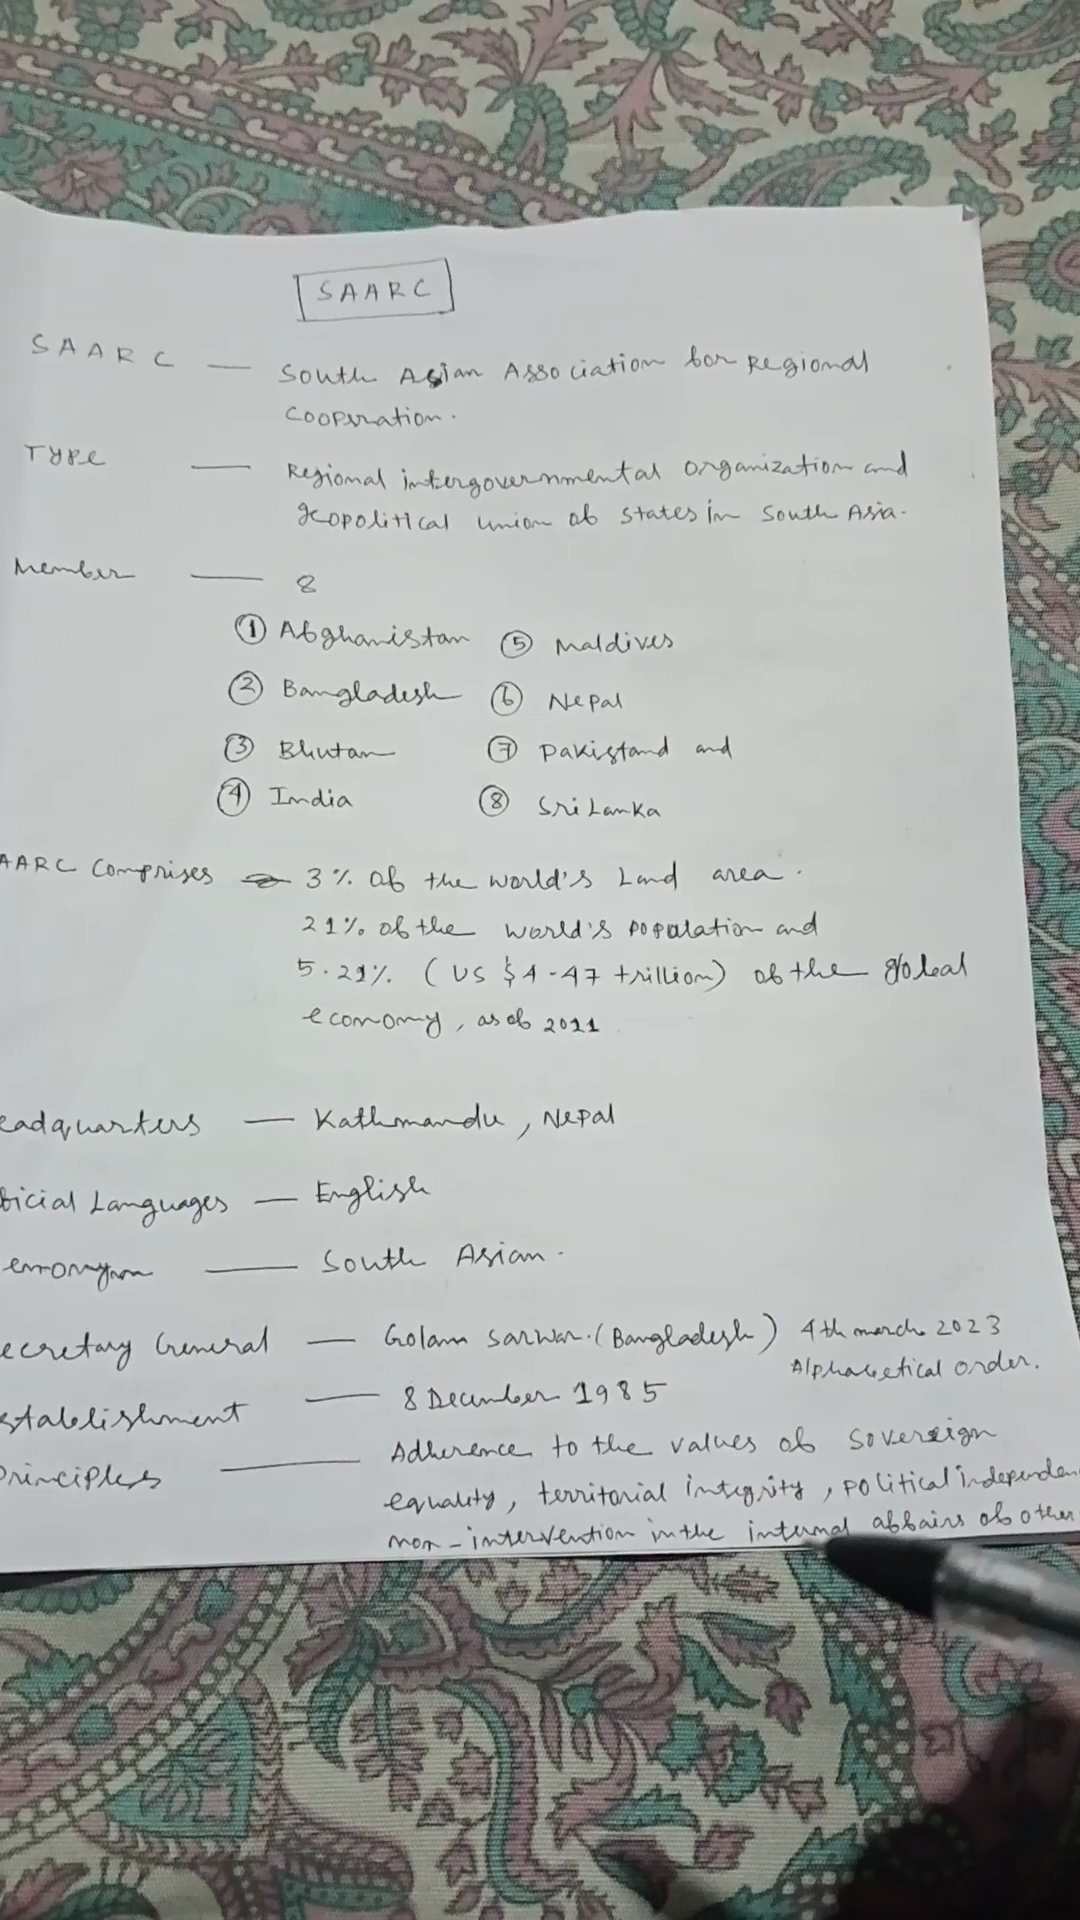 SAARC
SAARC — South Asian Association for Regional
Cooperation.
Type — Regional intergovernmental organization and
geopolitical union of states in South Asia.
Member — 8
① Afghanistan ⑤ Maldives
② Bangladesh ⑥ Nepal
③ Bhutan ⑦ Pakistand and
④ India ⑧ Sri Lanka
AARC Comprises — 3% of the world's Land area.
21% of the world's population and
5.21% (US $4.47 trillion) of the global
economy, as of 2021
eadquarters — Kathmandu, Nepal
ficial Languages — English
emonym — South Asian.
ecretary General — Golam Sarwar. (Bangladesh) 4th march 2023
Alphabetical order.
stablishment — 8 December 1985
Principles — Adherence to the values of sovereign
equality, territorial integrity, political independen
non-intervention in the internal affairs of other